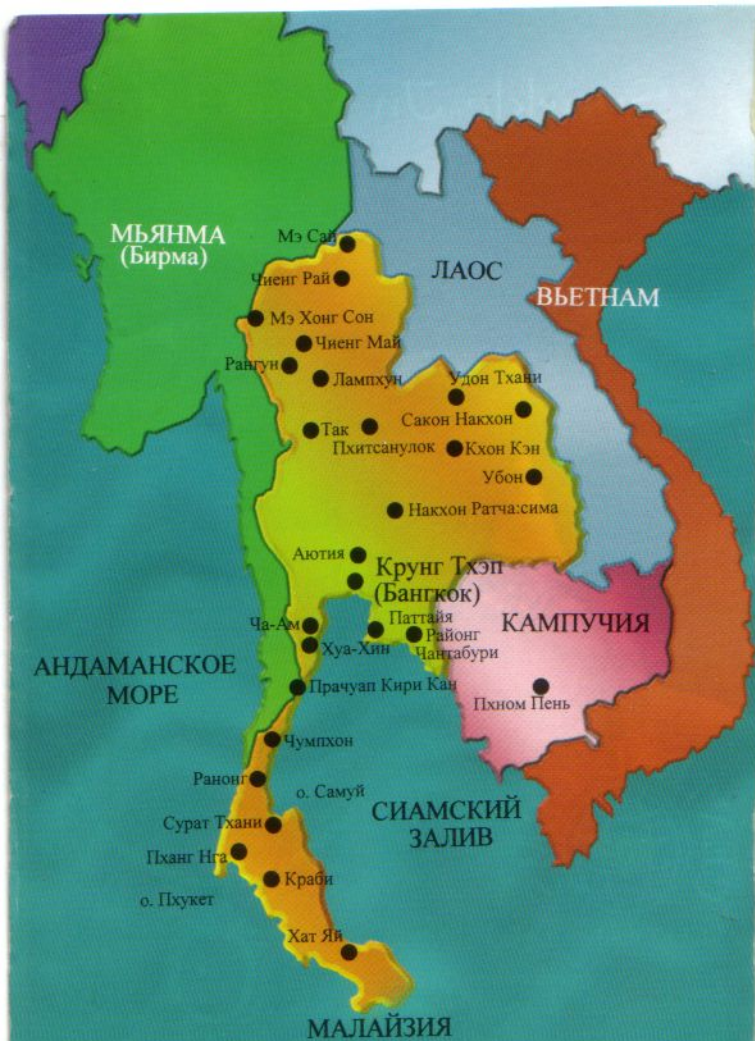 МЬЯНМА
(Бирма)
Мэ Сай
ЛАОС
Чиенг Рай
ВЬЕТНАМ
Мэ Хонг Сон
Чиенг Май
Рангун
Лампхун
Удон Тхани
Сакон Накхон
Так
Пхитсанулок
Кхон Кэн
Убон
Накхон Ратча:сима
Аютия
Крунг Тхэп
(Бангкок)
Ча-Ам
Паттайя
КАМПУЧИЯ
Районг
Хуа-Хин
Чантабури
АНДАМАНСКОЕ
МОРЕ
Прачуап Кири Кан
Пхном Пень
Чумпхон
Ранонг
о. Самуй
СИАМСКИЙ
ЗАЛИВ
Сурат Тхани
Пханг Нга
Краби
о. Пхукет
Хат Яй
МАЛАЙЗИЯ